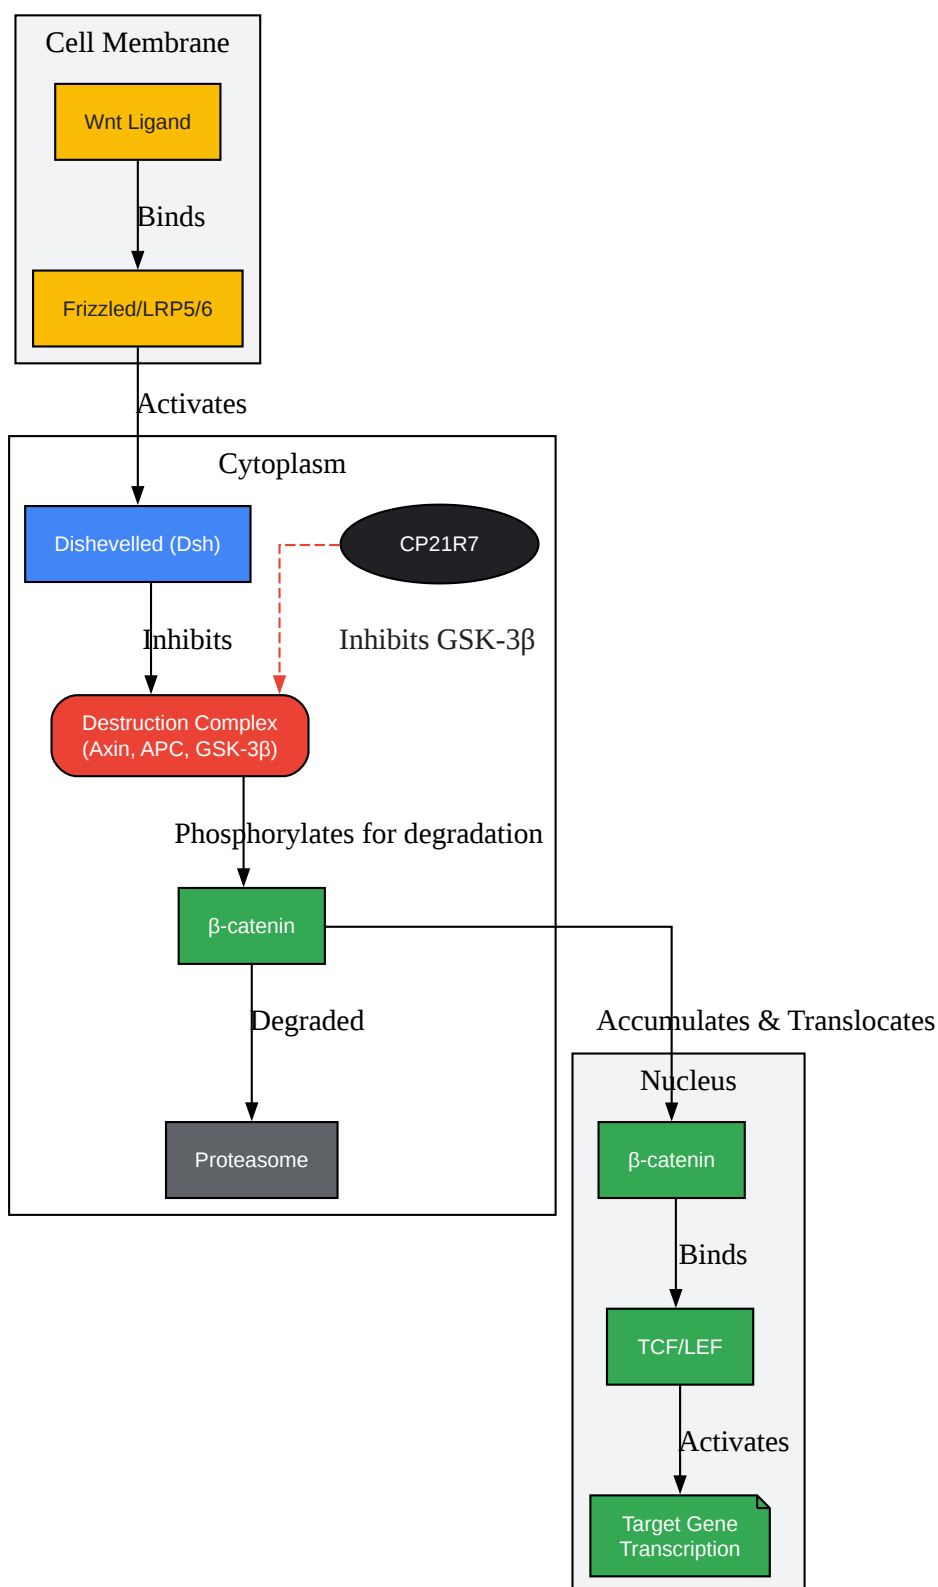 Cell Membrane
Wnt Ligand
Binds
Frizzled/LRP5/6
Activates
Cytoplasm
Dishevelled (Dsh)
CP21R7
Inhibits
Inhibits GSK-3β
Destruction Complex
(Axin, APC, GSK-3β)
Phosphorylates for degradation
β-catenin
Degraded
Accumulates & Translocates
Nucleus
Proteasome
β-catenin
Binds
TCF/LEF
Activates
Target Gene
Transcription